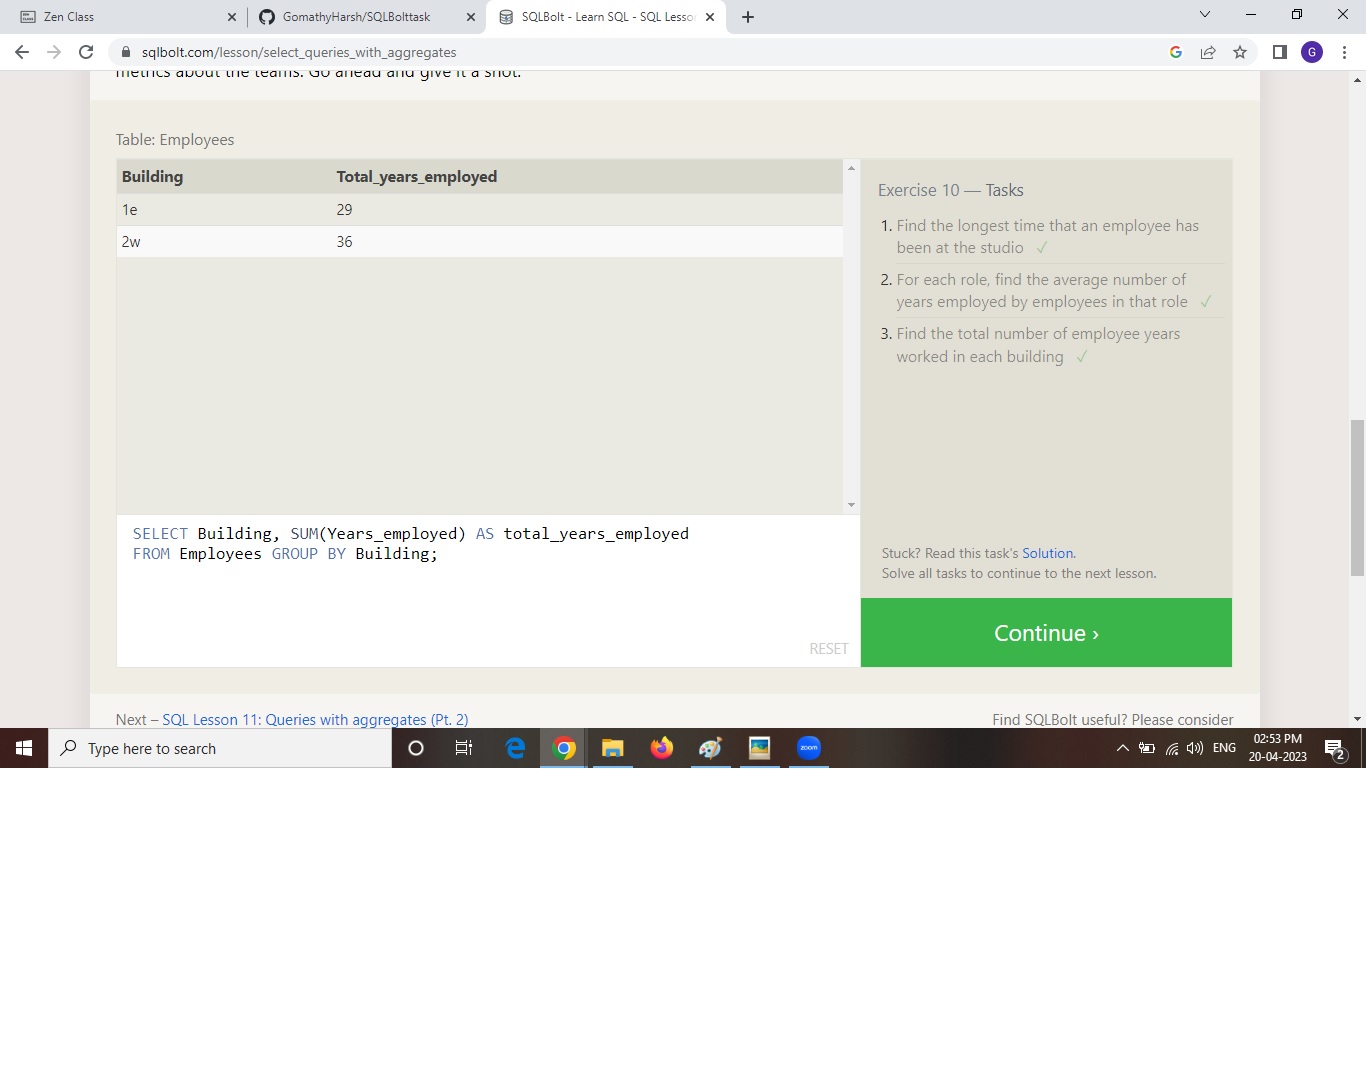 Zen Class
GomathyHarsh/SQLBolttask
SQLBolt - Learn SQL - SQL Lesso
sqlbolt.com/lesson/select_queries_with_aggregates
G
metrics about the teams. Go ahead and give it a shot.
Table: Employees
Building Total_years_employed
1e 29
2w 36
Exercise 10 — Tasks
1. Find the longest time that an employee has
been at the studio ✓
2. For each role, find the average number of
years employed by employees in that role ✓
3. Find the total number of employee years
worked in each building ✓
SELECT Building, SUM(Years_employed) AS total_years_employed
FROM Employees GROUP BY Building;
RESET
Stuck? Read this task's Solution.
Solve all tasks to continue to the next lesson.
Continue ›
Next – SQL Lesson 11: Queries with aggregates (Pt. 2)
Find SQLBolt useful? Please consider
Type here to search
zoom
ENG
02:53 PM
20-04-2023
2